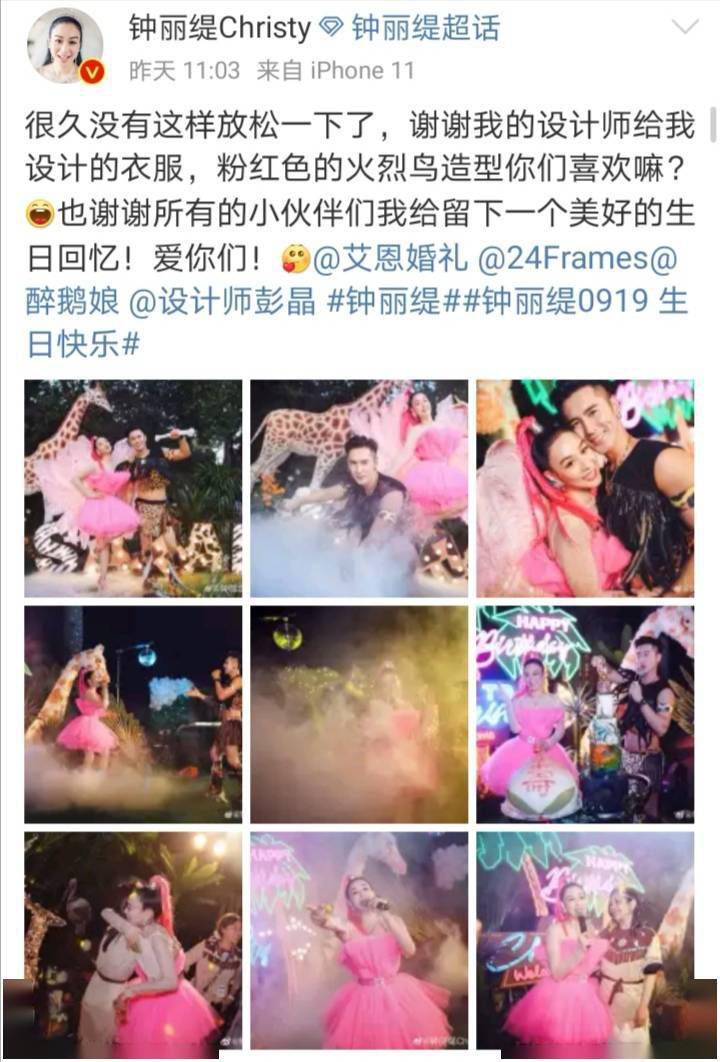 钟丽缇Christy 钟丽缇超话
昨天 11:03 来自 iPhone 11
很久没有这样放松一下了，谢谢我的设计师给我
设计的衣服，粉红色的火烈鸟造型你们喜欢嘛？
也谢谢所有的小伙伴们我给留下一个美好的生
日回忆！爱你们！@艾恩婚礼 @24Frames@
醉鹅娘 @设计师彭晶 #钟丽缇##钟丽缇0919 生
日快乐#
HAPPY
Birthday
寿
HAPPY
HAPPY